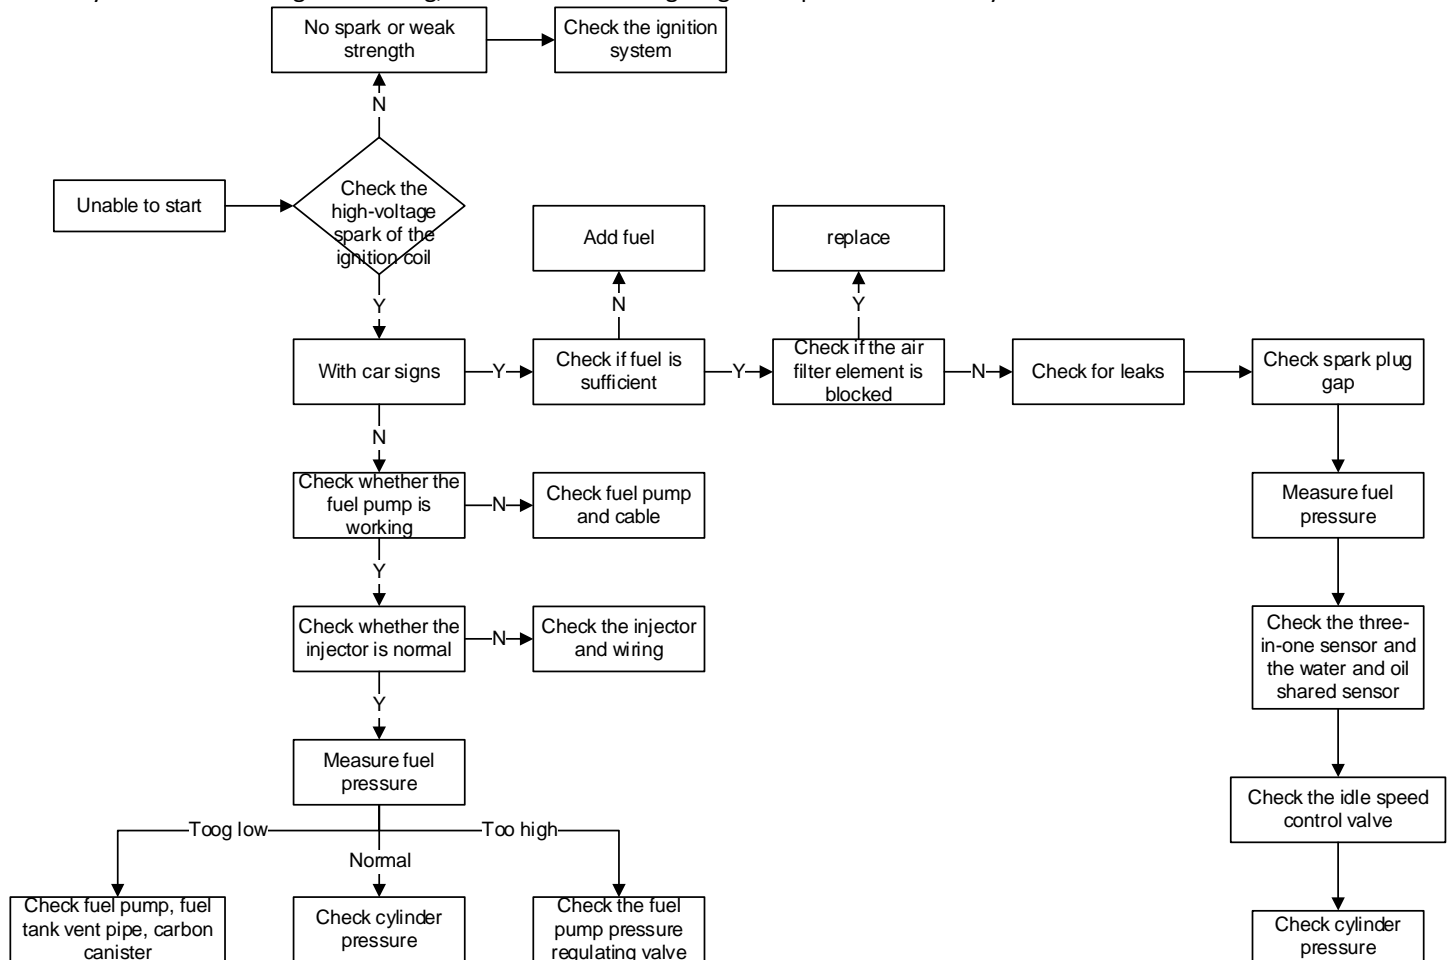 No spark or weak
strength
Check the ignition
system
N
Unable to start
Check the
high-voltage
spark of the
ignition coil
Add fuel
replace
Y
N
Y
With car signs
Y
Check if fuel is
sufficient
Y
Check if the air
filter element is
blocked
N
Check for leaks
Check spark plug
gap
N
Check whether the
fuel pump is
working
N
Check fuel pump
and cable
Measure fuel
pressure
Y
Check whether the
injector is normal
N
Check the injector
and wiring
Check the three-
in-one sensor and
the water and oil
shared sensor
Y
Measure fuel
pressure
Check the idle speed
control valve
Toog low
Too high
Normal
Check fuel pump, fuel
tank vent pipe, carbon
canister
Check cylinder
pressure
Check the fuel
pump pressure
regulating valve
Check cylinder
pressure